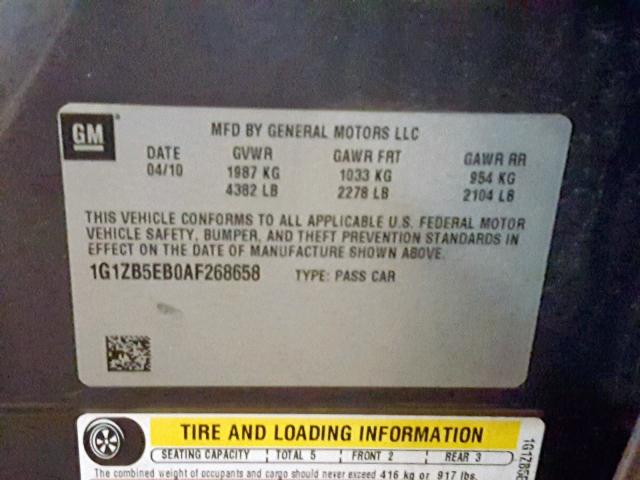 GM
MFD BY GENERAL MOTORS LLC
DATE GVWR GAWR FRT GAWR RR
04/10 1987 KG 1033 KG 954 KG
4382 LB 2278 LB 2104 LB
THIS VEHICLE CONFORMS TO ALL APPLICABLE U.S. FEDERAL MOTOR
VEHICLE SAFETY, BUMPER, AND THEFT PREVENTION STANDARDS IN
EFFECT ON THE DATE OF MANUFACTURE SHOWN ABOVE.
1G1ZB5EB0AF268658 TYPE: PASS CAR
TIRE AND LOADING INFORMATION
SEATING CAPACITY TOTAL 5 FRONT 2 REAR 3
The combined weight of occupants and cargo should never exceed 416 kg or 917 lbs.